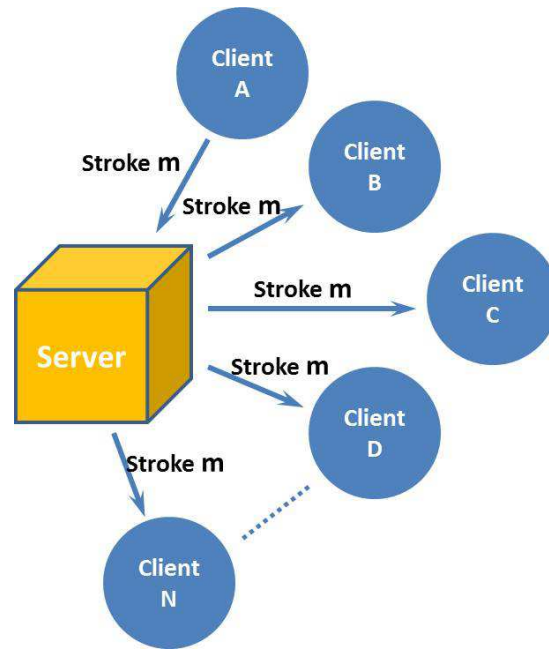 Client
A
Stroke m
Client
B
Stroke m
Stroke m
Client
C
Server
Stroke m
Client
D
Stroke m
Client
N